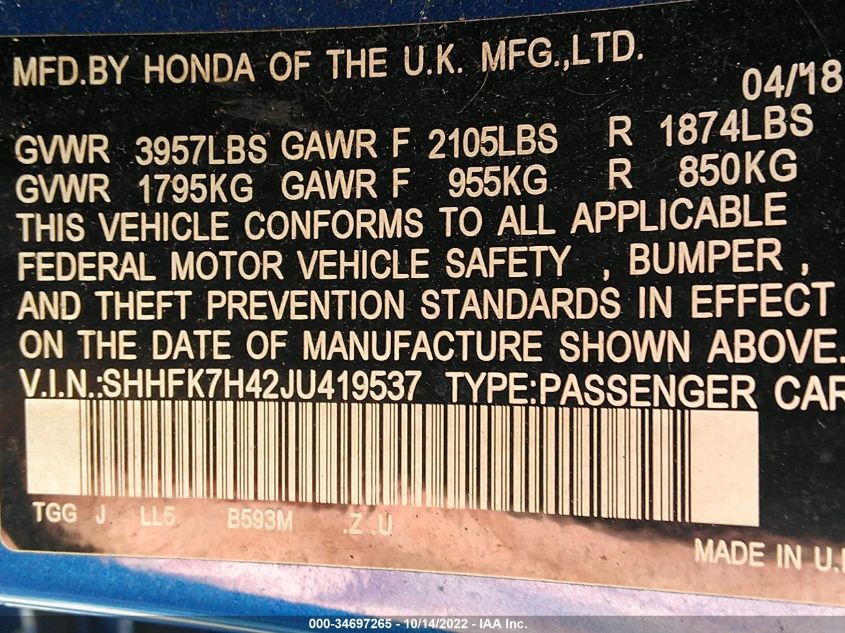 MFD.BY HONDA OF THE U.K. MFG.,LTD.
04/18
GVWR 3957LBS GAWR F 2105LBS R 1874LBS
GVWR 1795KG GAWR F 955KG R 850KG
THIS VEHICLE CONFORMS TO ALL APPLICABLE
FEDERAL MOTOR VEHICLE SAFETY , BUMPER ,
AND THEFT PREVENTION STANDARDS IN EFFECT
ON THE DATE OF MANUFACTURE SHOWN ABOVE.
V.I.N.:SHHFK7H42JU419537 TYPE:PASSENGER CAR
TGG J LL5 B593M .Z .U
MADE IN U.K
000-34697265 - 10/14/2022 - IAA Inc.